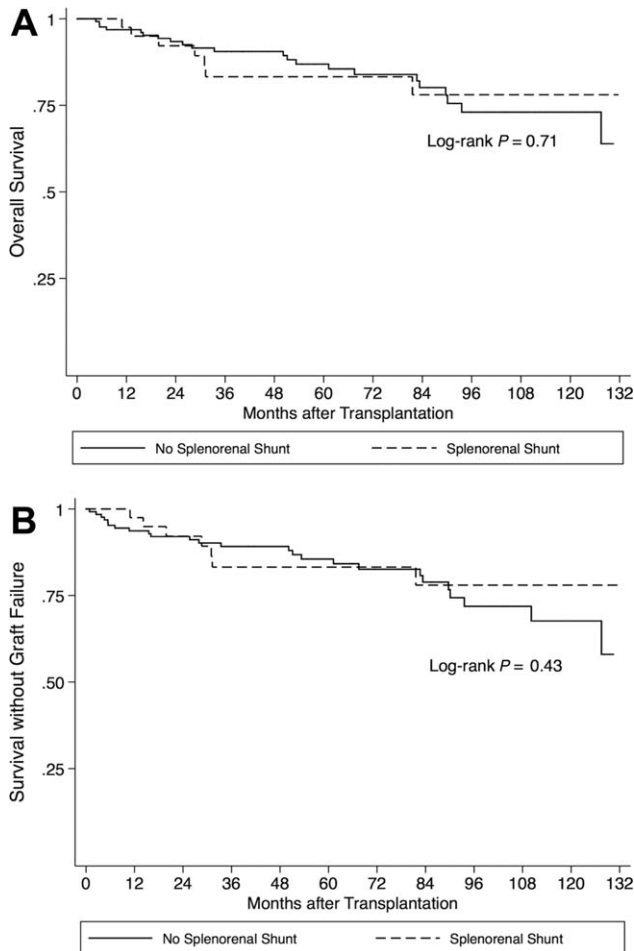 A
Overall Survival
1
.75
.5
.25
Log-rank P = 0.71
0 12 24 36 48 60 72 84 96 108 120 132
Months after Transplantation
No Splenorenal Shunt Splenorenal Shunt
B
Survival without Graft Failure
1
.75
.50
.25
Log-rank P = 0.43
0 12 24 36 48 60 72 84 96 108 120 132
Months after Transplantation
No Splenorenal Shunt Splenorenal Shunt